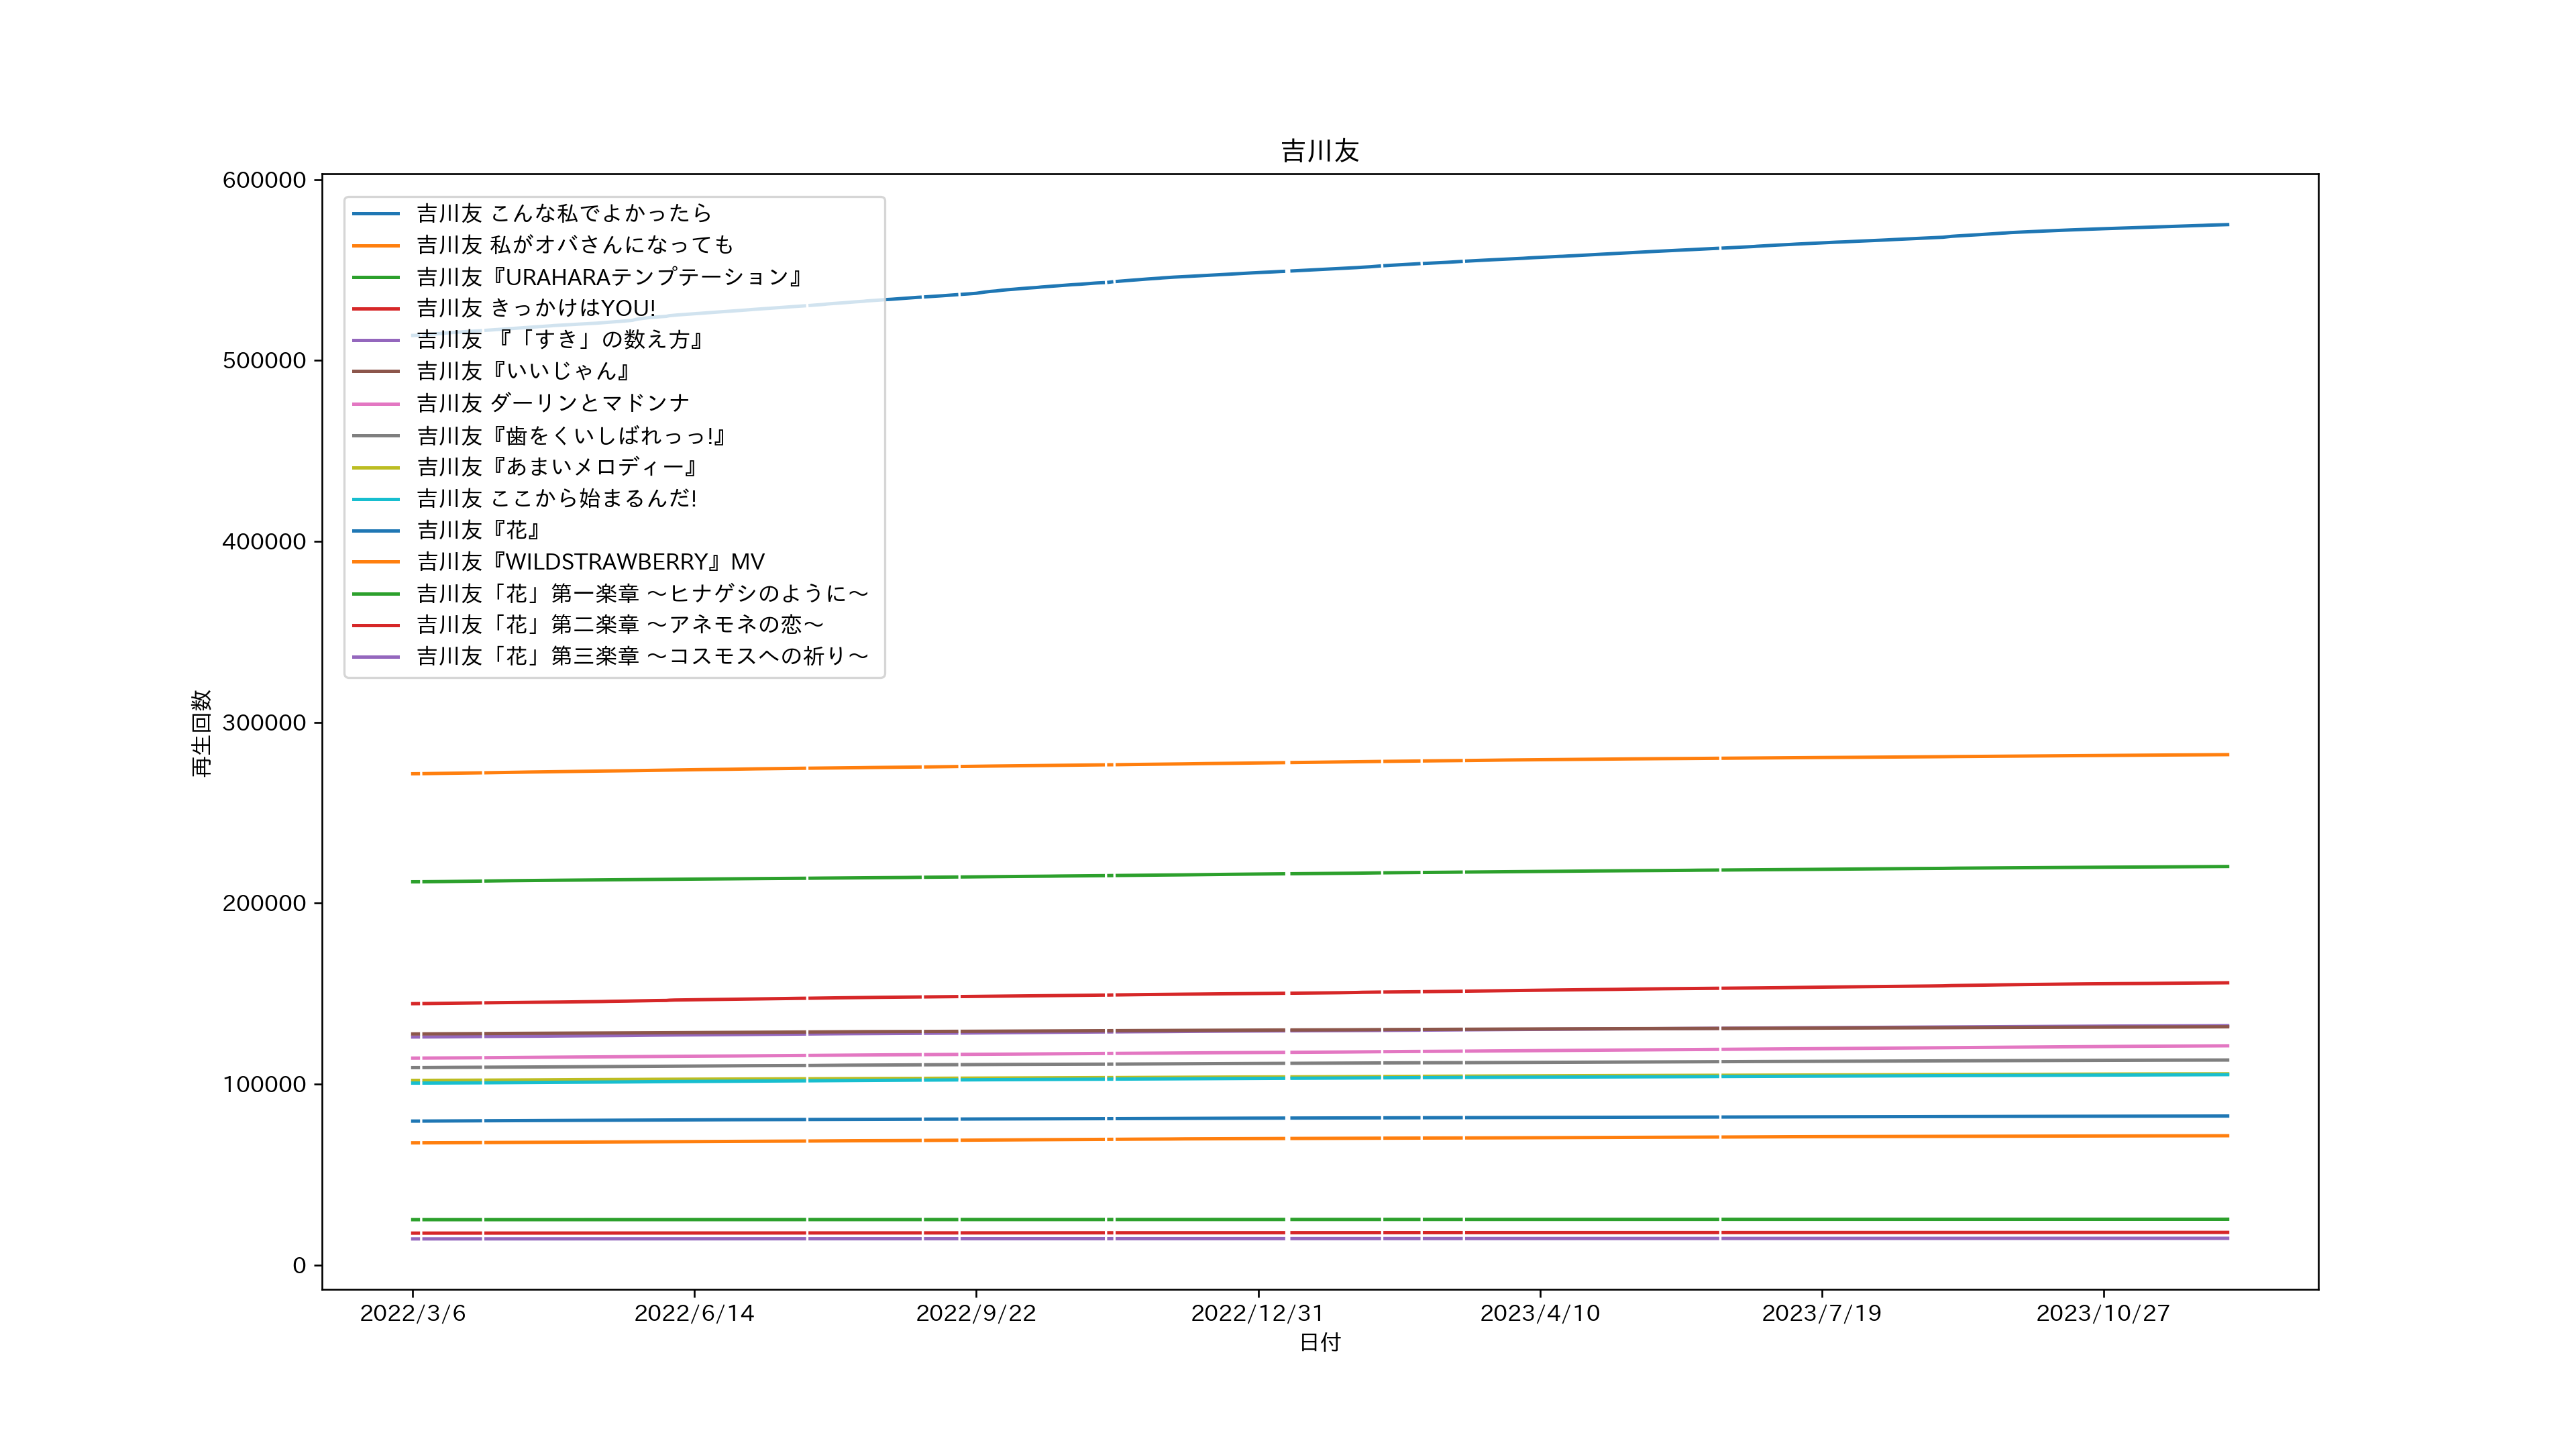 吉川友
600000
500000
400000
300000
200000
100000
0
再生回数
吉川友 こんな私でよかったら
吉川友 私がオバさんになっても
吉川友『URAHARAテンプテーション』
吉川友 きっかけはYOU!
吉川友 『「すき」の数え方』
吉川友『いいじゃん』
吉川友 ダーリンとマドンナ
吉川友『歯をくいしばれっっ!』
吉川友『あまいメロディー』
吉川友 ここから始まるんだ!
吉川友『花』
吉川友『WILDSTRAWBERRY』MV
吉川友「花」第一楽章 〜ヒナゲシのように〜
吉川友「花」第二楽章 〜アネモネの恋〜
吉川友「花」第三楽章 〜コスモスへの祈り〜
2022/3/6 2022/6/14 2022/9/22 2022/12/31 2023/4/10 2023/7/19 2023/10/27
日付